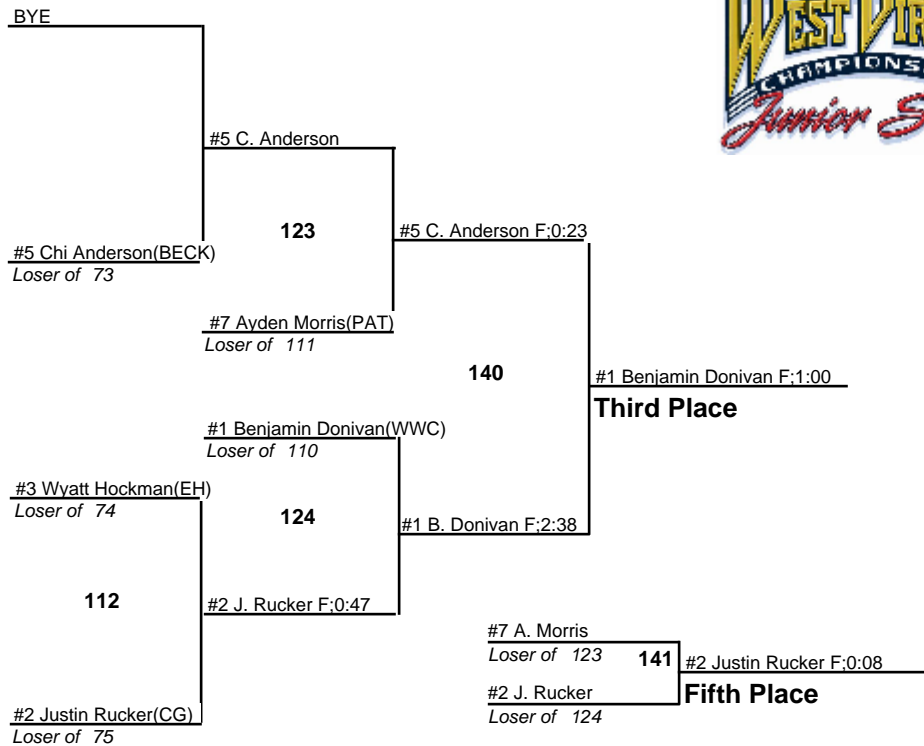 BYE
WEST
CHAMPIONS
Junior
#5 C. Anderson
123
#5 C. Anderson F;0:23
#5 Chi Anderson(BECK)
Loser of 73
#7 Ayden Morris(PAT)
Loser of 111
140
#1 Benjamin Donivan F;1:00
Third Place
#1 Benjamin Donivan(WWC)
Loser of 110
#3 Wyatt Hockman(EH)
Loser of 74
124
#1 B. Donivan F;2:38
112
#2 J. Rucker F;0:47
#7 A. Morris
Loser of 123
141
#2 Justin Rucker F;0:08
Fifth Place
#2 J. Rucker
Loser of 124
#2 Justin Rucker(CG)
Loser of 75